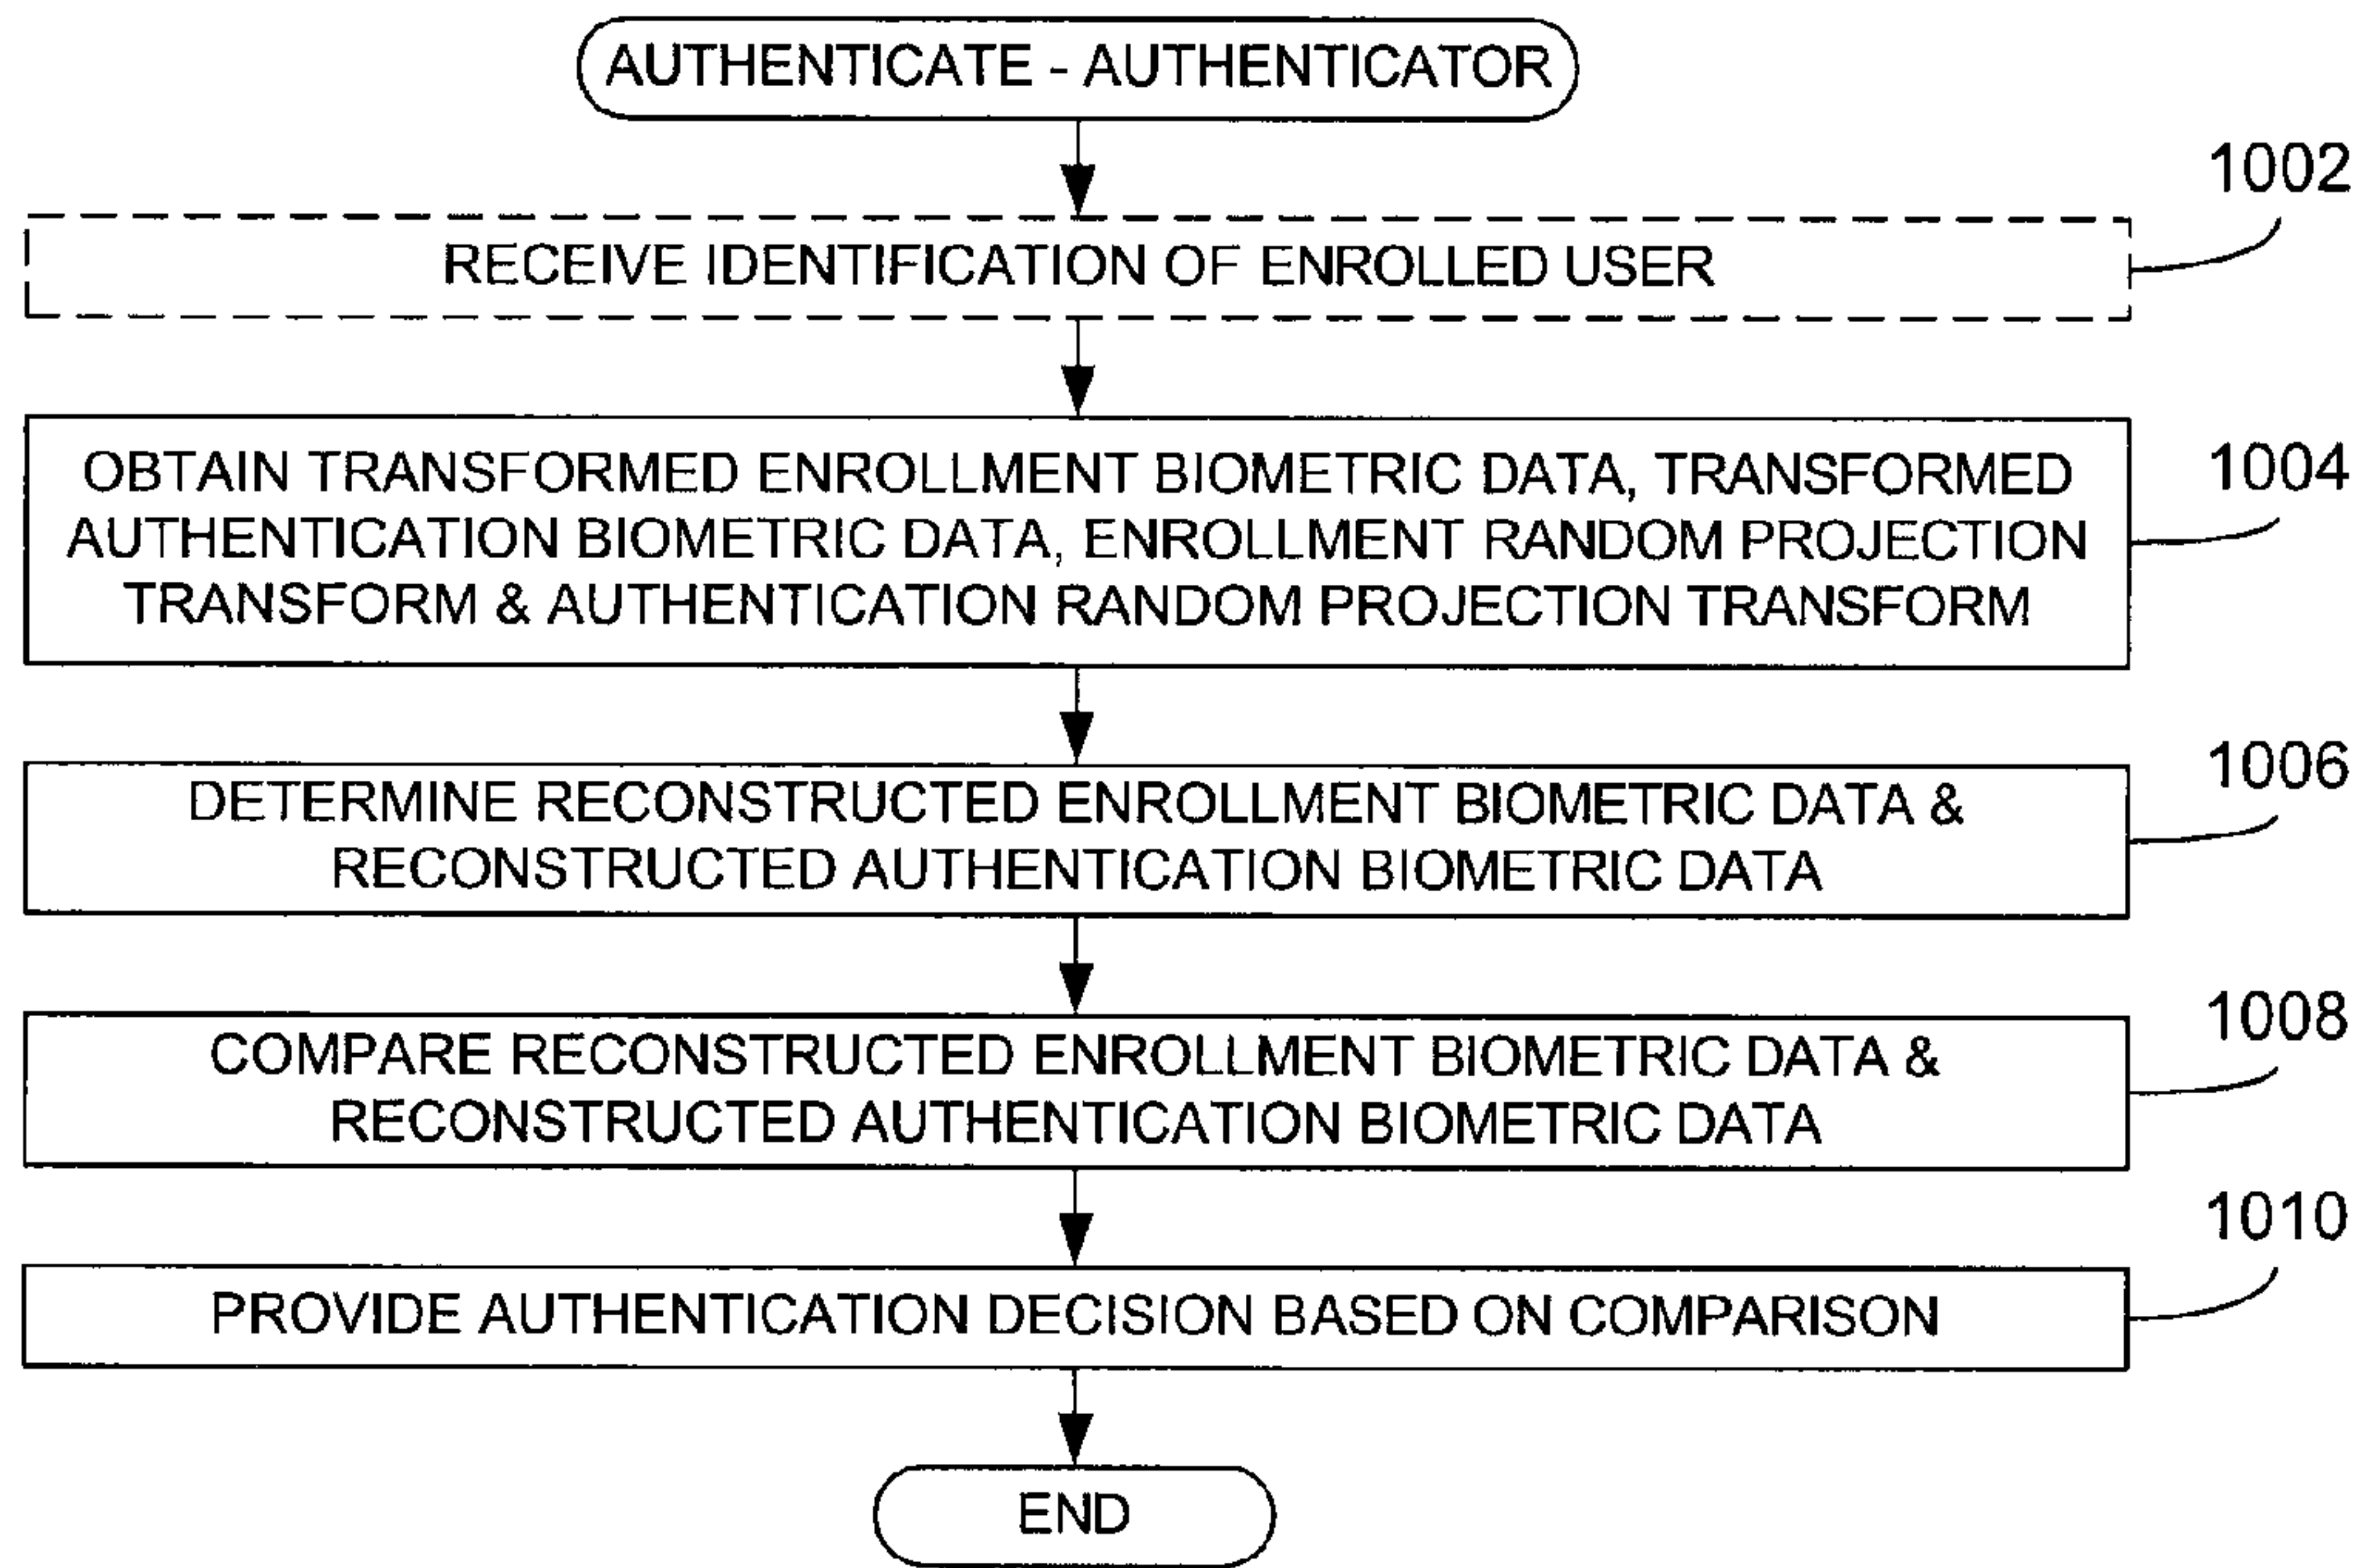 AUTHENTICATE - AUTHENTICATOR
1002
RECEIVE IDENTIFICATION OF ENROLLED USER
1004
OBTAIN TRANSFORMED ENROLLMENT BIOMETRIC DATA, TRANSFORMED
AUTHENTICATION BIOMETRIC DATA, ENROLLMENT RANDOM PROJECTION
TRANSFORM & AUTHENTICATION RANDOM PROJECTION TRANSFORM
1006
DETERMINE RECONSTRUCTED ENROLLMENT BIOMETRIC DATA &
RECONSTRUCTED AUTHENTICATION BIOMETRIC DATA
1008
COMPARE RECONSTRUCTED ENROLLMENT BIOMETRIC DATA &
RECONSTRUCTED AUTHENTICATION BIOMETRIC DATA
1010
PROVIDE AUTHENTICATION DECISION BASED ON COMPARISON
END